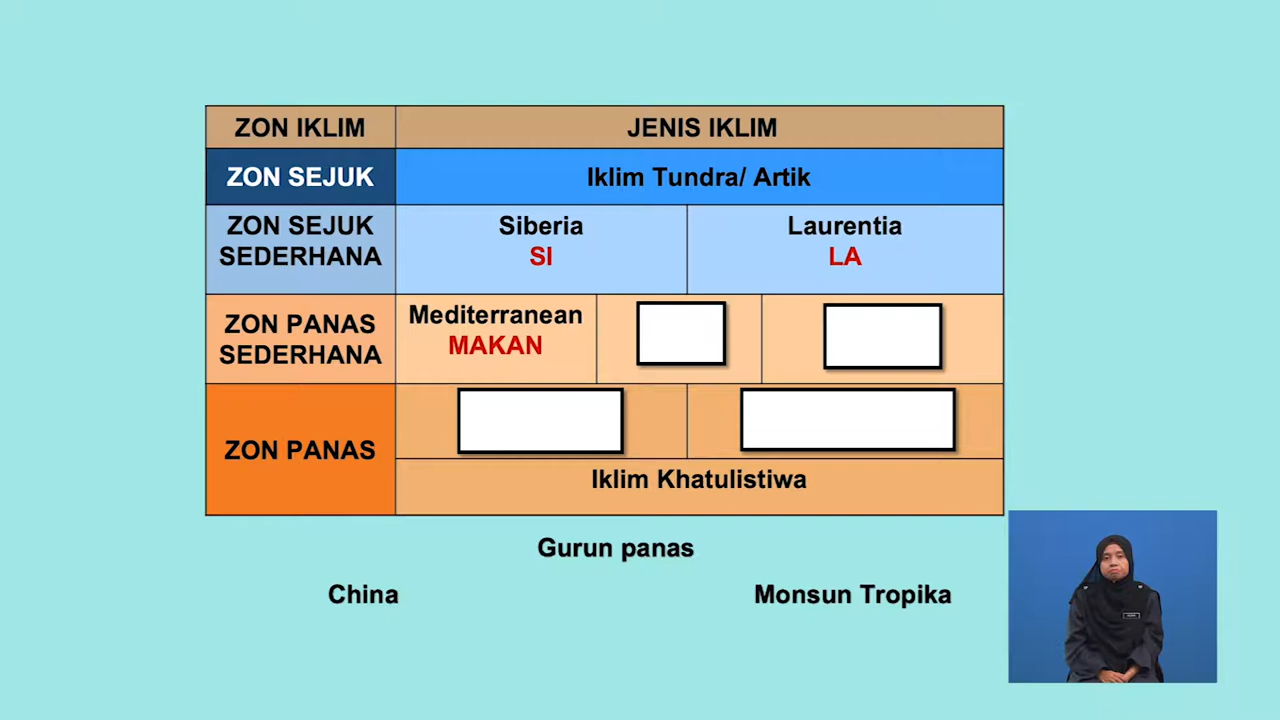 ZON IKLIM
JENIS IKLIM
ZON SEJUK
Iklim Tundra/ Artik
ZON SEJUK
SEDERHANA
Siberia
SI
Laurentia
LA
ZON PANAS
SEDERHANA
Mediterranean
MAKAN
ZON PANAS
Iklim Khatulistiwa
Gurun panas
China
Monsun Tropika